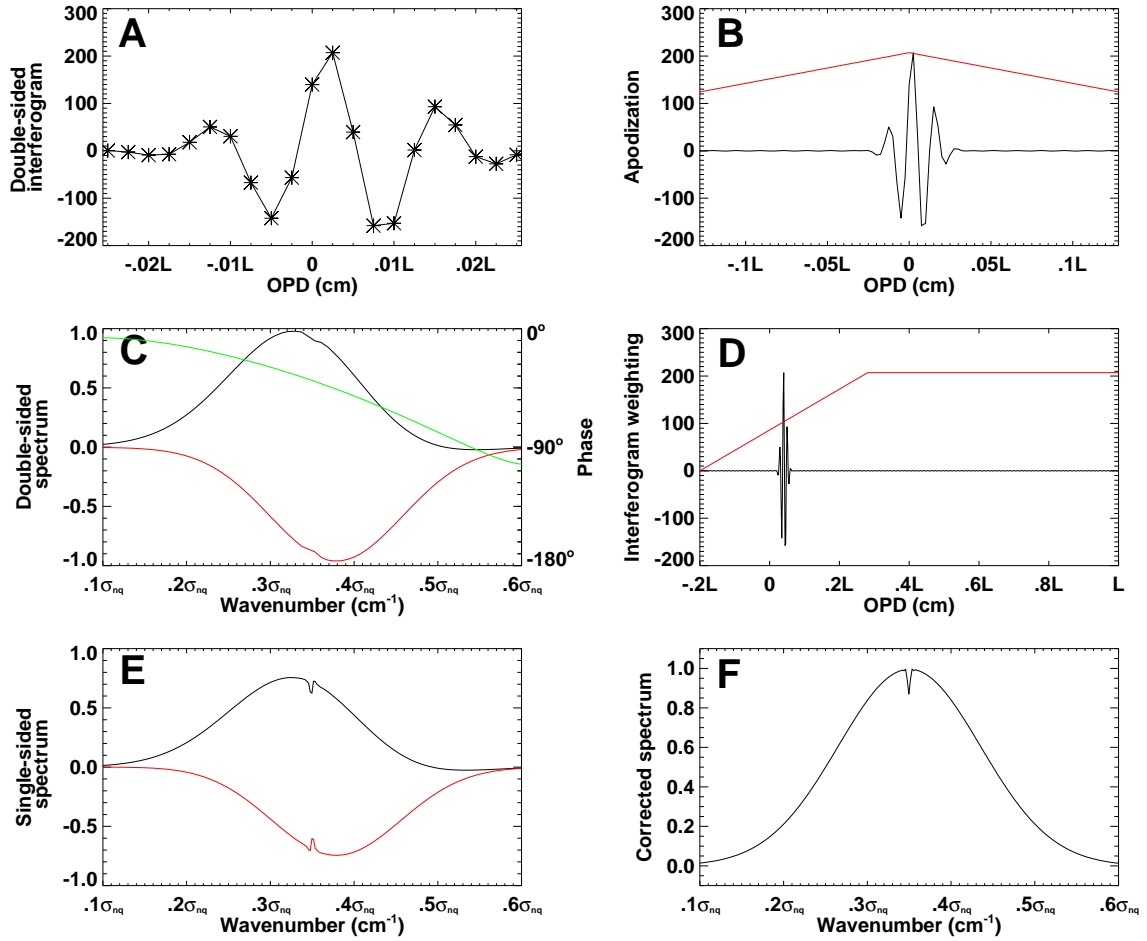 A
300
200
100
0
-100
-200
-.02L
-.01L
0
.01L
.02L
OPD (cm)
Double-sided
interferogram
B
300
200
100
0
-100
-200
-.1L
-.05L
0
.05L
.1L
OPD (cm)
Apodization
C
1.0
0.5
0.0
-0.5
-1.0
0°
-90°
-180°
Phase
.1σnq
.2σnq
.3σnq
.4σnq
.5σnq
.6σnq
Wavenumber (cm-1)
Double-sided
spectrum
D
300
200
100
0
-100
-200
-.2L
0
.2L
.4L
.6L
.8L
L
OPD (cm)
Interferogram weighting
E
1.0
0.5
0.0
-0.5
-1.0
.1σnq
.2σnq
.3σnq
.4σnq
.5σnq
.6σnq
Wavenumber (cm-1)
Single-sided
spectrum
F
1.0
0.8
0.6
0.4
0.2
0.0
.1σnq
.2σnq
.3σnq
.4σnq
.5σnq
.6σnq
Wavenumber (cm-1)
Corrected spectrum